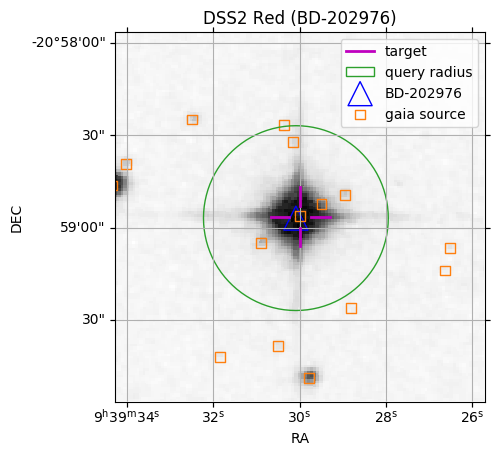 DSS2 Red (BD-202976)
target
query radius
BD-202976
gaia source
-20°58'00"
30"
59'00"
30"
DEC
9ʰ39ᵐ34ˢ 32ˢ 30ˢ 28ˢ 26ˢ
RA